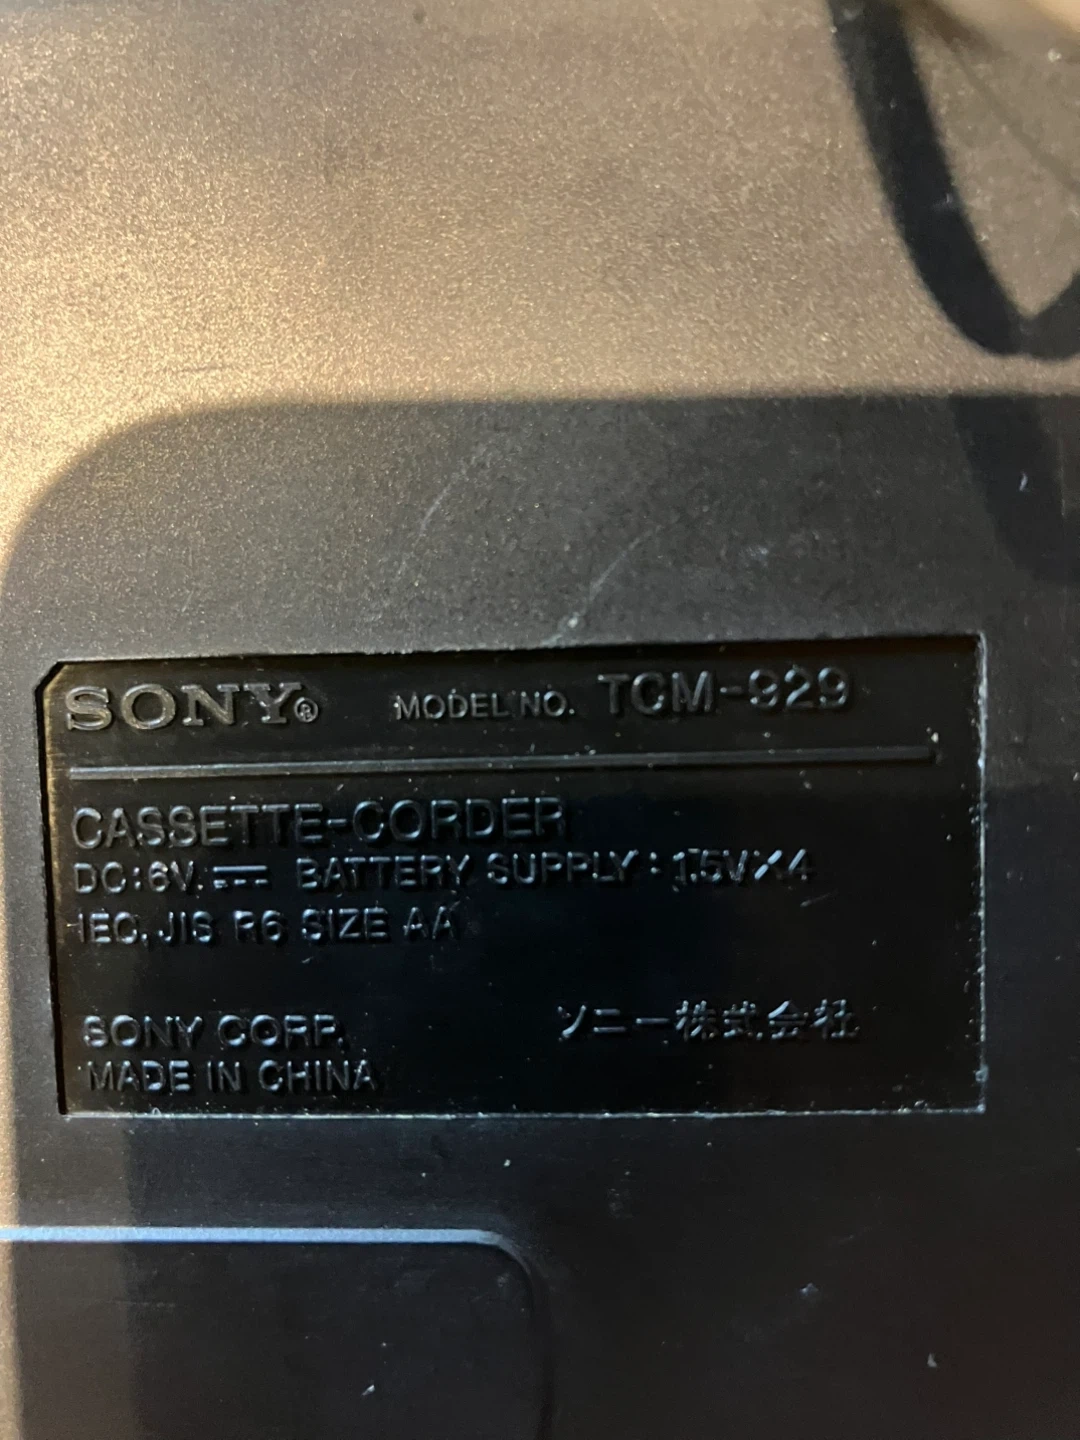 SONY® MODEL NO. TCM-929
CASSETTE-CORDER
DC:6V. ⎓ BATTERY SUPPLY:1.5V×4
IEC, JIS R6 SIZE AA
SONY CORP. ソニー株式会社
MADE IN CHINA